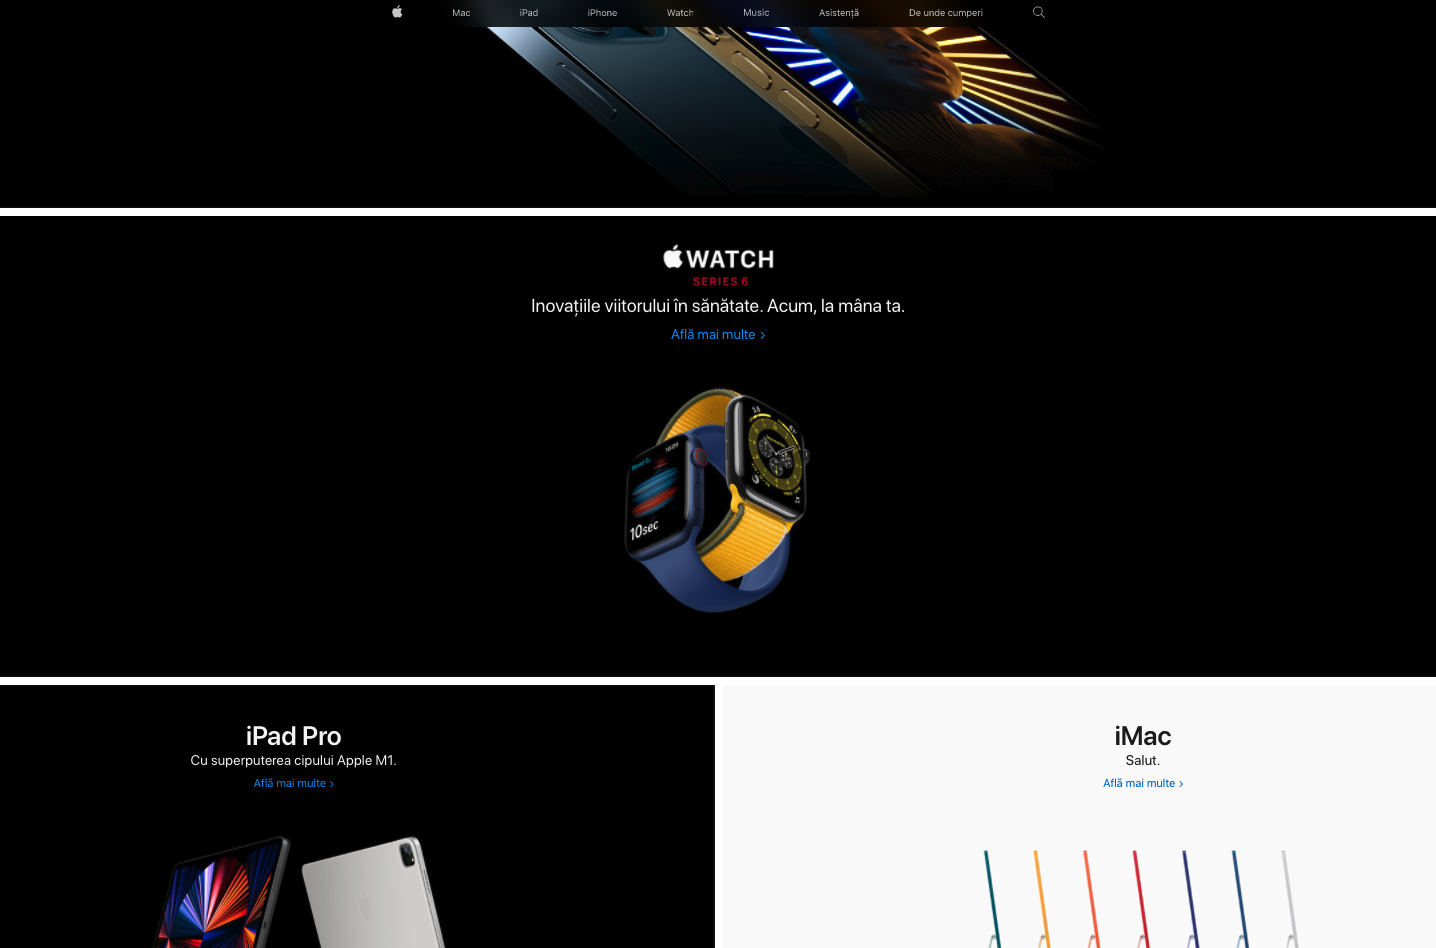 Mac iPad iPhone Watch Music Asistență De unde cumperi
WATCH
SERIES 6
Inovațiile viitorului în sănătate. Acum, la mâna ta.
Află mai multe >
10:09
10sec
iPad Pro
Cu superputerea cipului Apple M1.
Află mai multe >
iMac
Salut.
Află mai multe >